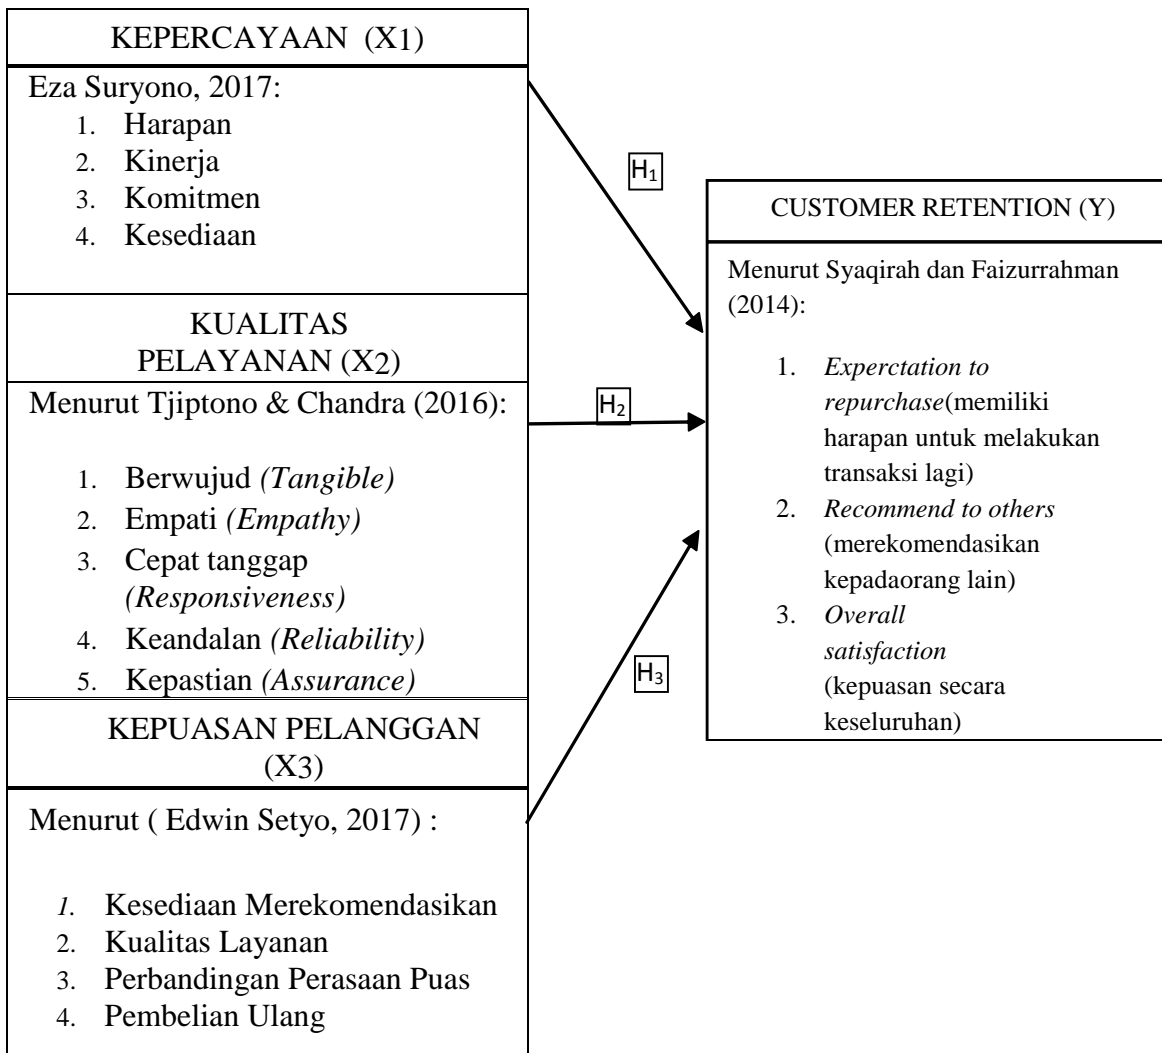 KEPERCAYAAN (X1)
Eza Suryono, 2017:
1. Harapan
2. Kinerja
3. Komitmen
4. Kesediaan
KUALITAS
PELAYANAN (X2)
Menurut Tjiptono & Chandra (2016):
1. Berwujud (Tangible)
2. Empati (Empathy)
3. Cepat tanggap
(Responsiveness)
4. Keandalan (Reliability)
5. Kepastian (Assurance)
KEPUASAN PELANGGAN
(X3)
Menurut ( Edwin Setyo, 2017) :
1. Kesediaan Merekomendasikan
2. Kualitas Layanan
3. Perbandingan Perasaan Puas
4. Pembelian Ulang
H₁
H₂
H₃
CUSTOMER RETENTION (Y)
Menurut Syaqirah dan Faizurrahman
(2014):
1. Experctation to
repurchase(memiliki
harapan untuk melakukan
transaksi lagi)
2. Recommend to others
(merekomendasikan
kepadaorang lain)
3. Overall
satisfaction
(kepuasan secara
keseluruhan)